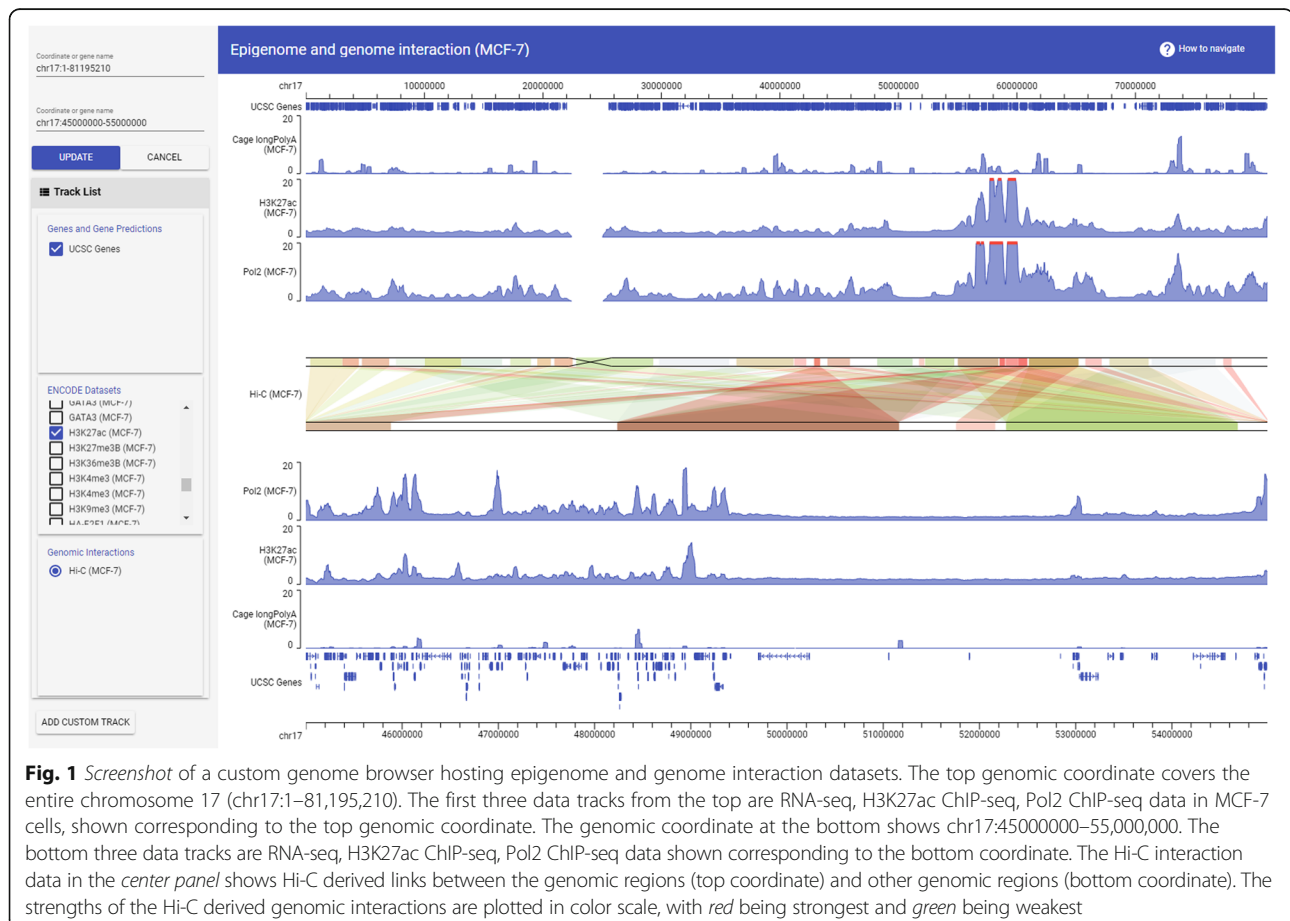 Coordinate or gene name
chr17:1-81195210
Coordinate or gene name
chr17:45000000-55000000
UPDATE
CANCEL
Track List
Genes and Gene Predictions
UCSC Genes
ENCODE Datasets
GATA3 (MCF-7)
GATA3 (MCF-7)
H3K27ac (MCF-7)
H3K27me3B (MCF-7)
H3K36me3B (MCF-7)
H3K4me3 (MCF-7)
H3K4me3 (MCF-7)
H3K9me3 (MCF-7)
HA-E2F1 (MCF-7)
Genomic Interactions
Hi-C (MCF-7)
ADD CUSTOM TRACK
Epigenome and genome interaction (MCF-7)
? How to navigate
chr17 10000000 20000000 30000000 40000000 50000000 60000000 70000000
UCSC Genes
20
Cage longPolyA
(MCF-7)
0
20
H3K27ac
(MCF-7)
0
20
Pol2 (MCF-7)
0
Hi-C (MCF-7)
20
Pol2 (MCF-7)
0
20
H3K27ac
(MCF-7)
0
20
Cage longPolyA
(MCF-7)
0
UCSC Genes
chr17 46000000 47000000 48000000 49000000 50000000 51000000 52000000 53000000 54000000
Fig. 1 Screenshot of a custom genome browser hosting epigenome and genome interaction datasets. The top genomic coordinate covers the
entire chromosome 17 (chr17:1–81,195,210). The first three data tracks from the top are RNA-seq, H3K27ac ChIP-seq, Pol2 ChIP-seq data in MCF-7
cells, shown corresponding to the top genomic coordinate. The genomic coordinate at the bottom shows chr17:45000000–55,000,000. The
bottom three data tracks are RNA-seq, H3K27ac ChIP-seq, Pol2 ChIP-seq data shown corresponding to the bottom coordinate. The Hi-C interaction
data in the center panel shows Hi-C derived links between the genomic regions (top coordinate) and other genomic regions (bottom coordinate). The
strengths of the Hi-C derived genomic interactions are plotted in color scale, with red being strongest and green being weakest